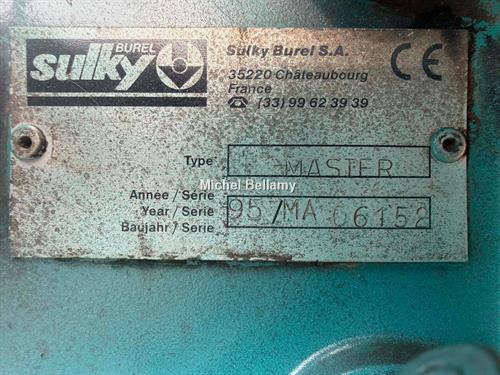 BUREL
sulky
Sulky Burel S.A.
35220 Châteaubourg
France
☎ (33) 99 62 39 39
CE
Type MASTER
Michel Bellamy
Année / Série
Year / Serie 95/MA 06152
Baujahr / Serie